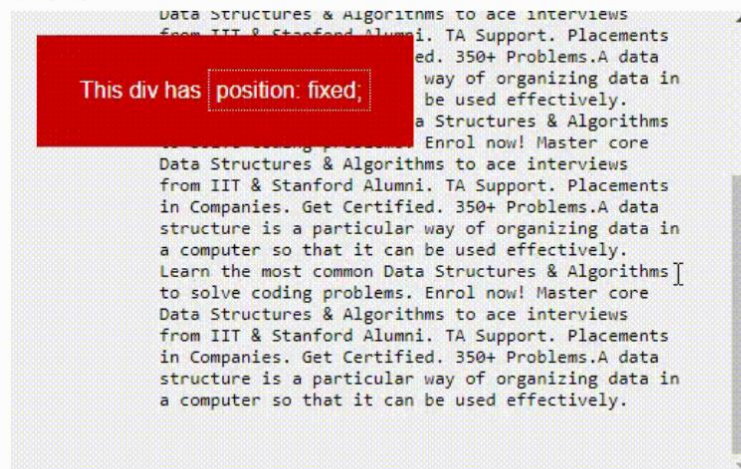 Data Structures & Algorithms to ace interviews
from IIT & Stanford Alumni. TA Support. Placements
ed. 350+ Problems.A data
This div has position: fixed;
way of organizing data in
be used effectively.
a Structures & Algorithms
to solve coding problems. Enrol now! Master core
Data Structures & Algorithms to ace interviews
from IIT & Stanford Alumni. TA Support. Placements
in Companies. Get Certified. 350+ Problems.A data
structure is a particular way of organizing data in
a computer so that it can be used effectively.
Learn the most common Data Structures & Algorithms
to solve coding problems. Enrol now! Master core
Data Structures & Algorithms to ace interviews
from IIT & Stanford Alumni. TA Support. Placements
in Companies. Get Certified. 350+ Problems.A data
structure is a particular way of organizing data in
a computer so that it can be used effectively.